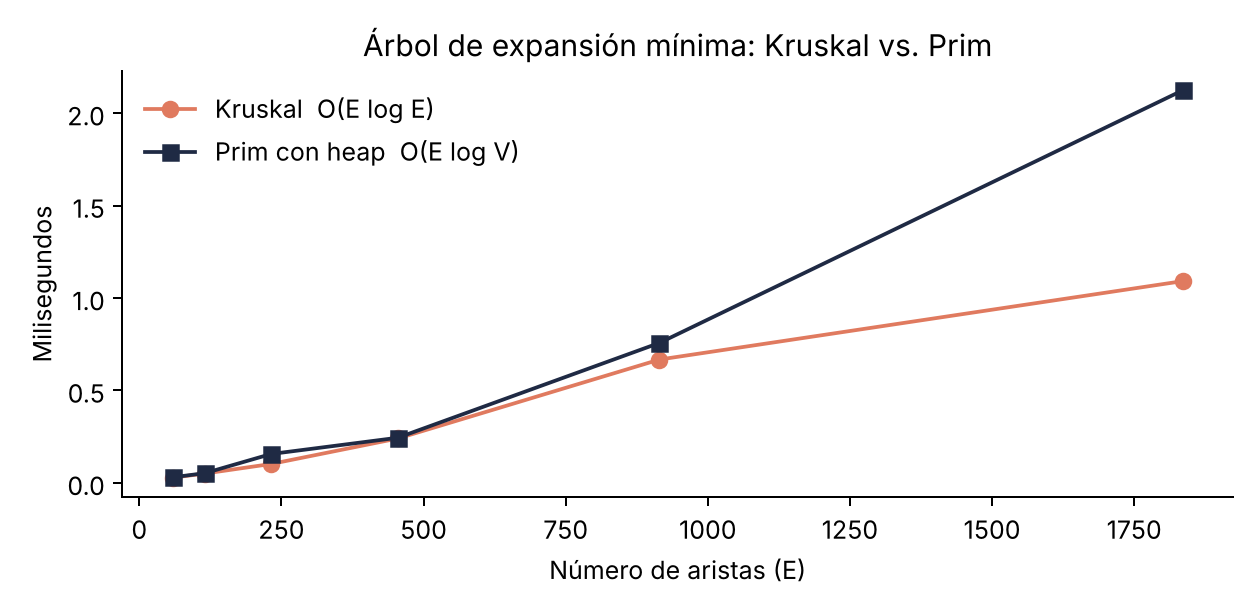 Árbol de expansión mínima: Kruskal vs. Prim
Kruskal  O(E log E)
Prim con heap  O(E log V)
Milisegundos
2.0
1.5
1.0
0.5
0.0
0 250 500 750 1000 1250 1500 1750
Número de aristas (E)